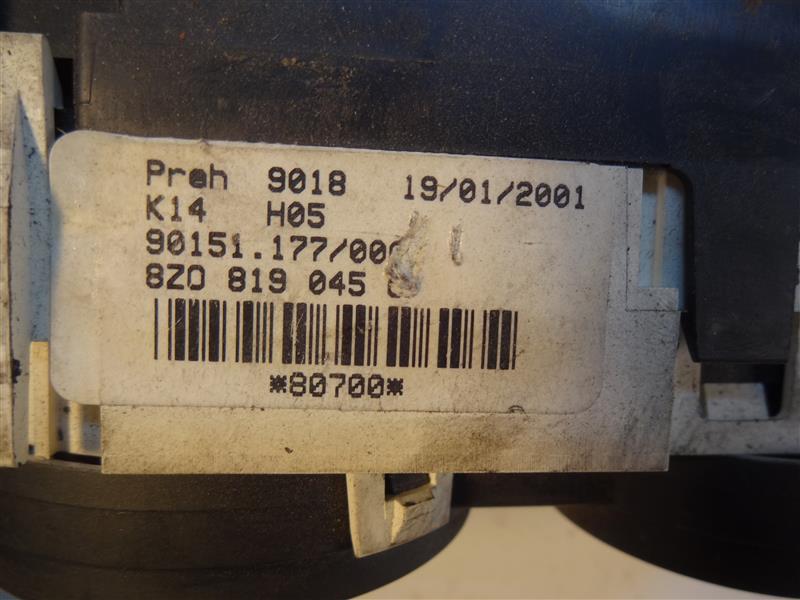 Preh 9018 19/01/2001
K14 H05
90151.177/00
8Z0 819 045
*80700*